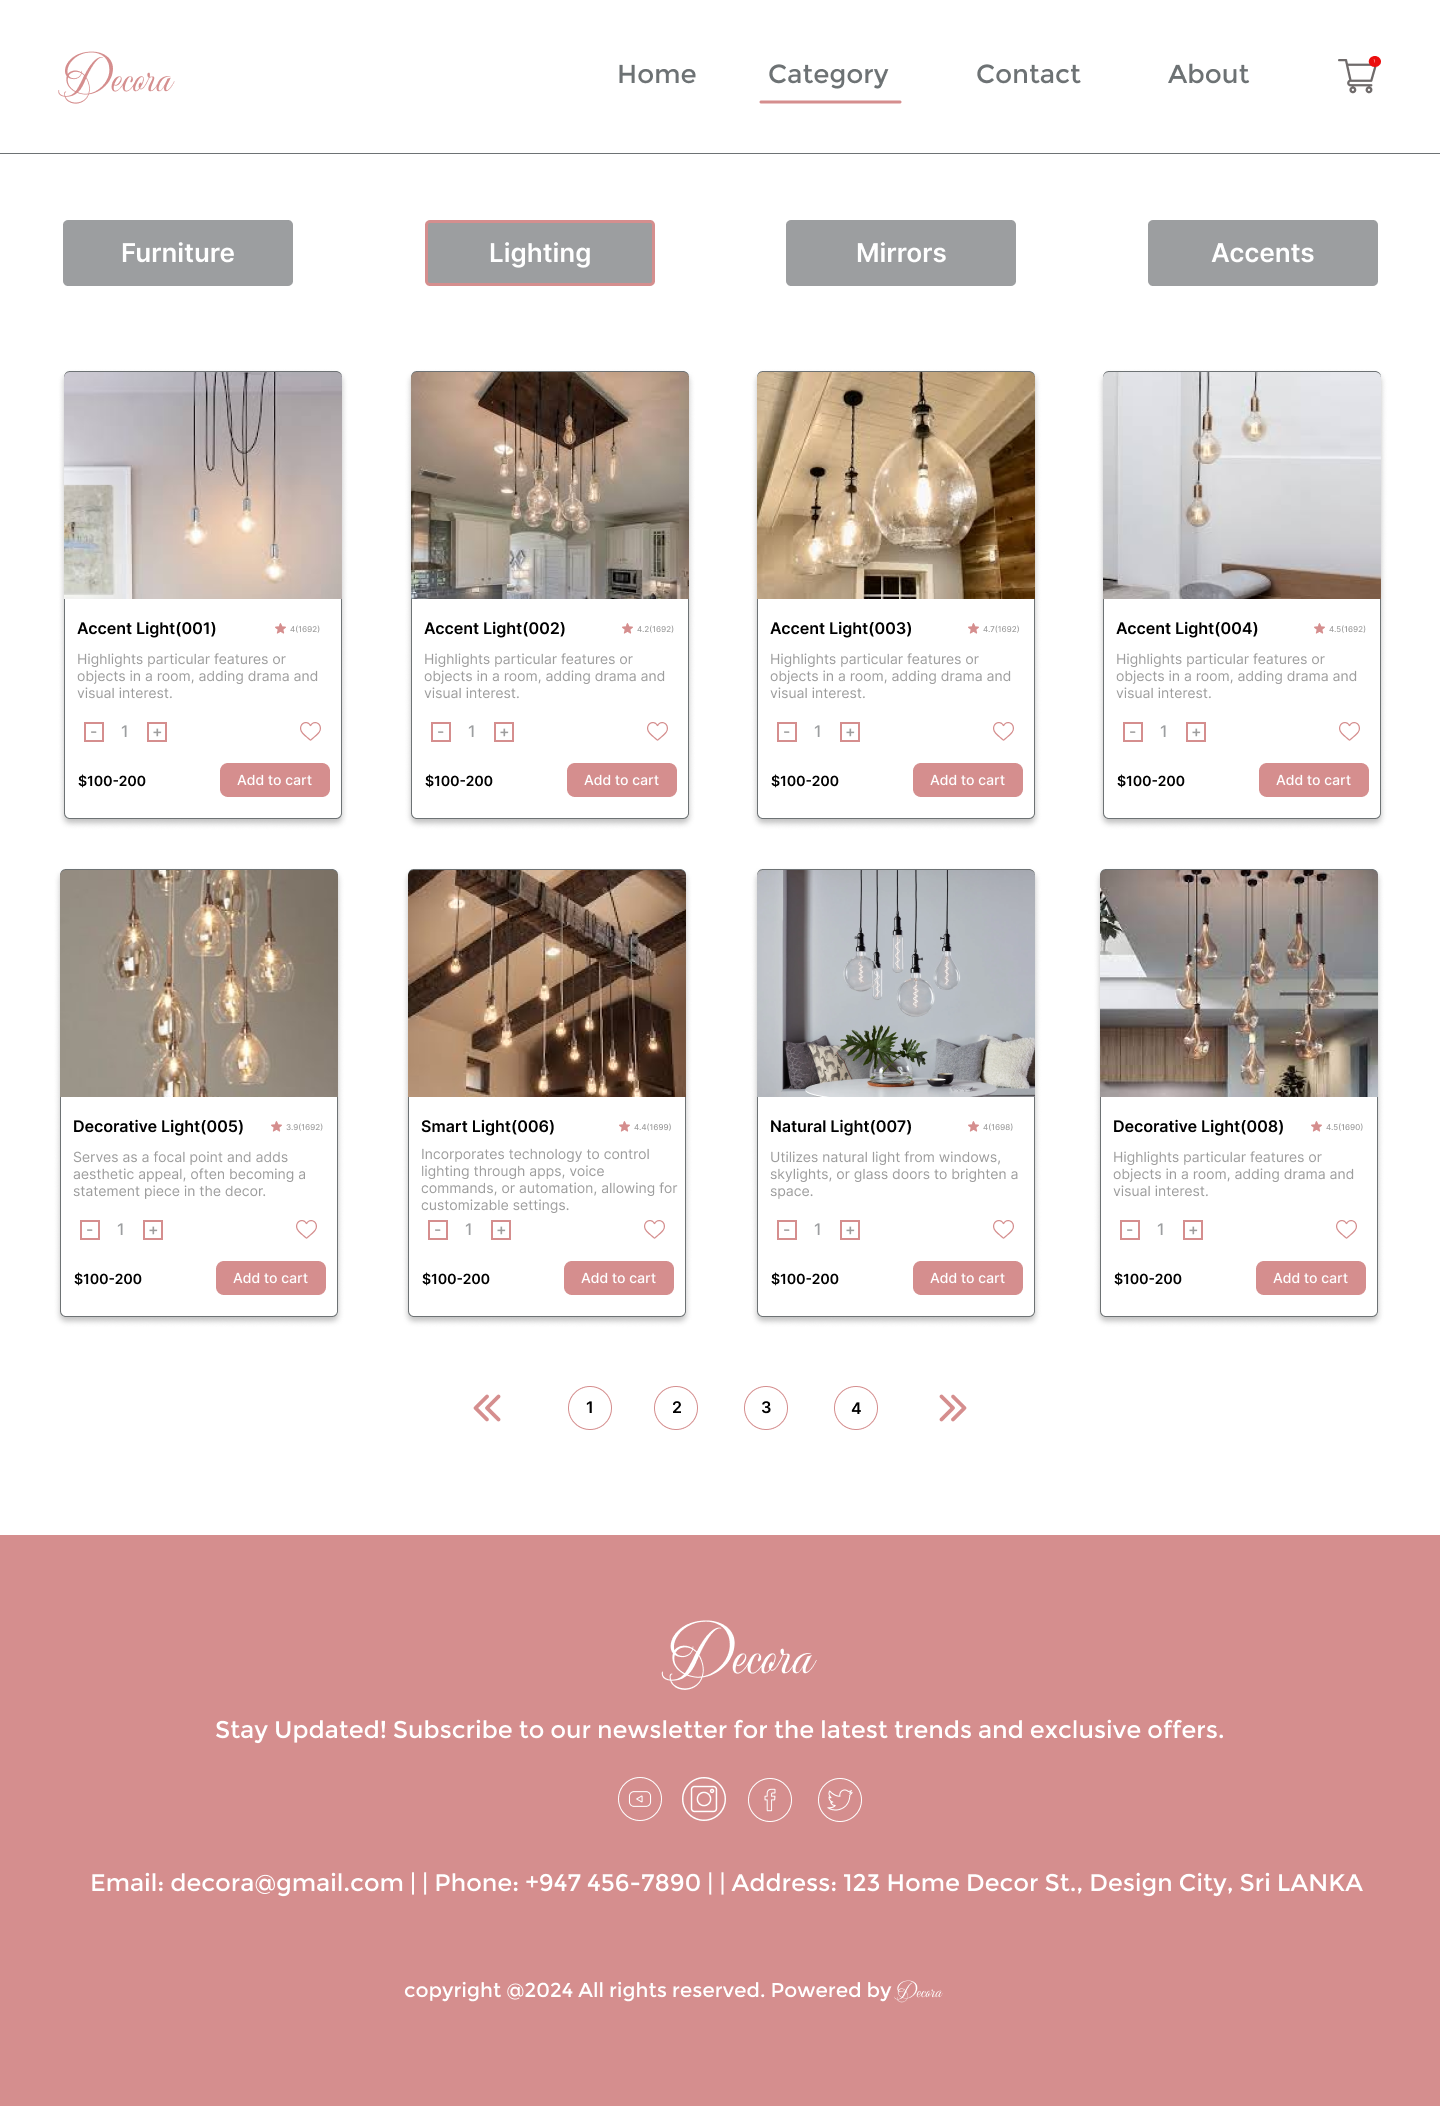 Decora
Home Category Contact About
Furniture Lighting Mirrors Accents
Accent Light(001) 4(1692)
Highlights particular features or
objects in a room, adding drama and
visual interest.
- 1 +
$100-200 Add to cart
Accent Light(002) 4.2(1692)
Highlights particular features or
objects in a room, adding drama and
visual interest.
- 1 +
$100-200 Add to cart
Accent Light(003) 4.7(1692)
Highlights particular features or
objects in a room, adding drama and
visual interest.
- 1 +
$100-200 Add to cart
Accent Light(004) 4.5(1692)
Highlights particular features or
objects in a room, adding drama and
visual interest.
- 1 +
$100-200 Add to cart
Decorative Light(005) 3.9(1692)
Serves as a focal point and adds
aesthetic appeal, often becoming a
statement piece in the decor.
- 1 +
$100-200 Add to cart
Smart Light(006) 4.4(1699)
Incorporates technology to control
lighting through apps, voice
commands, or automation, allowing for
customizable settings.
- 1 +
$100-200 Add to cart
Natural Light(007) 4(1698)
Utilizes natural light from windows,
skylights, or glass doors to brighten a
space.
- 1 +
$100-200 Add to cart
Decorative Light(008) 4.5(1690)
Highlights particular features or
objects in a room, adding drama and
visual interest.
- 1 +
$100-200 Add to cart
1 2 3 4
Decora
Stay Updated! Subscribe to our newsletter for the latest trends and exclusive offers.
Email: decora@gmail.com || Phone: +947 456-7890 || Address: 123 Home Decor St., Design City, Sri LANKA
copyright @2024 All rights reserved. Powered by Decora